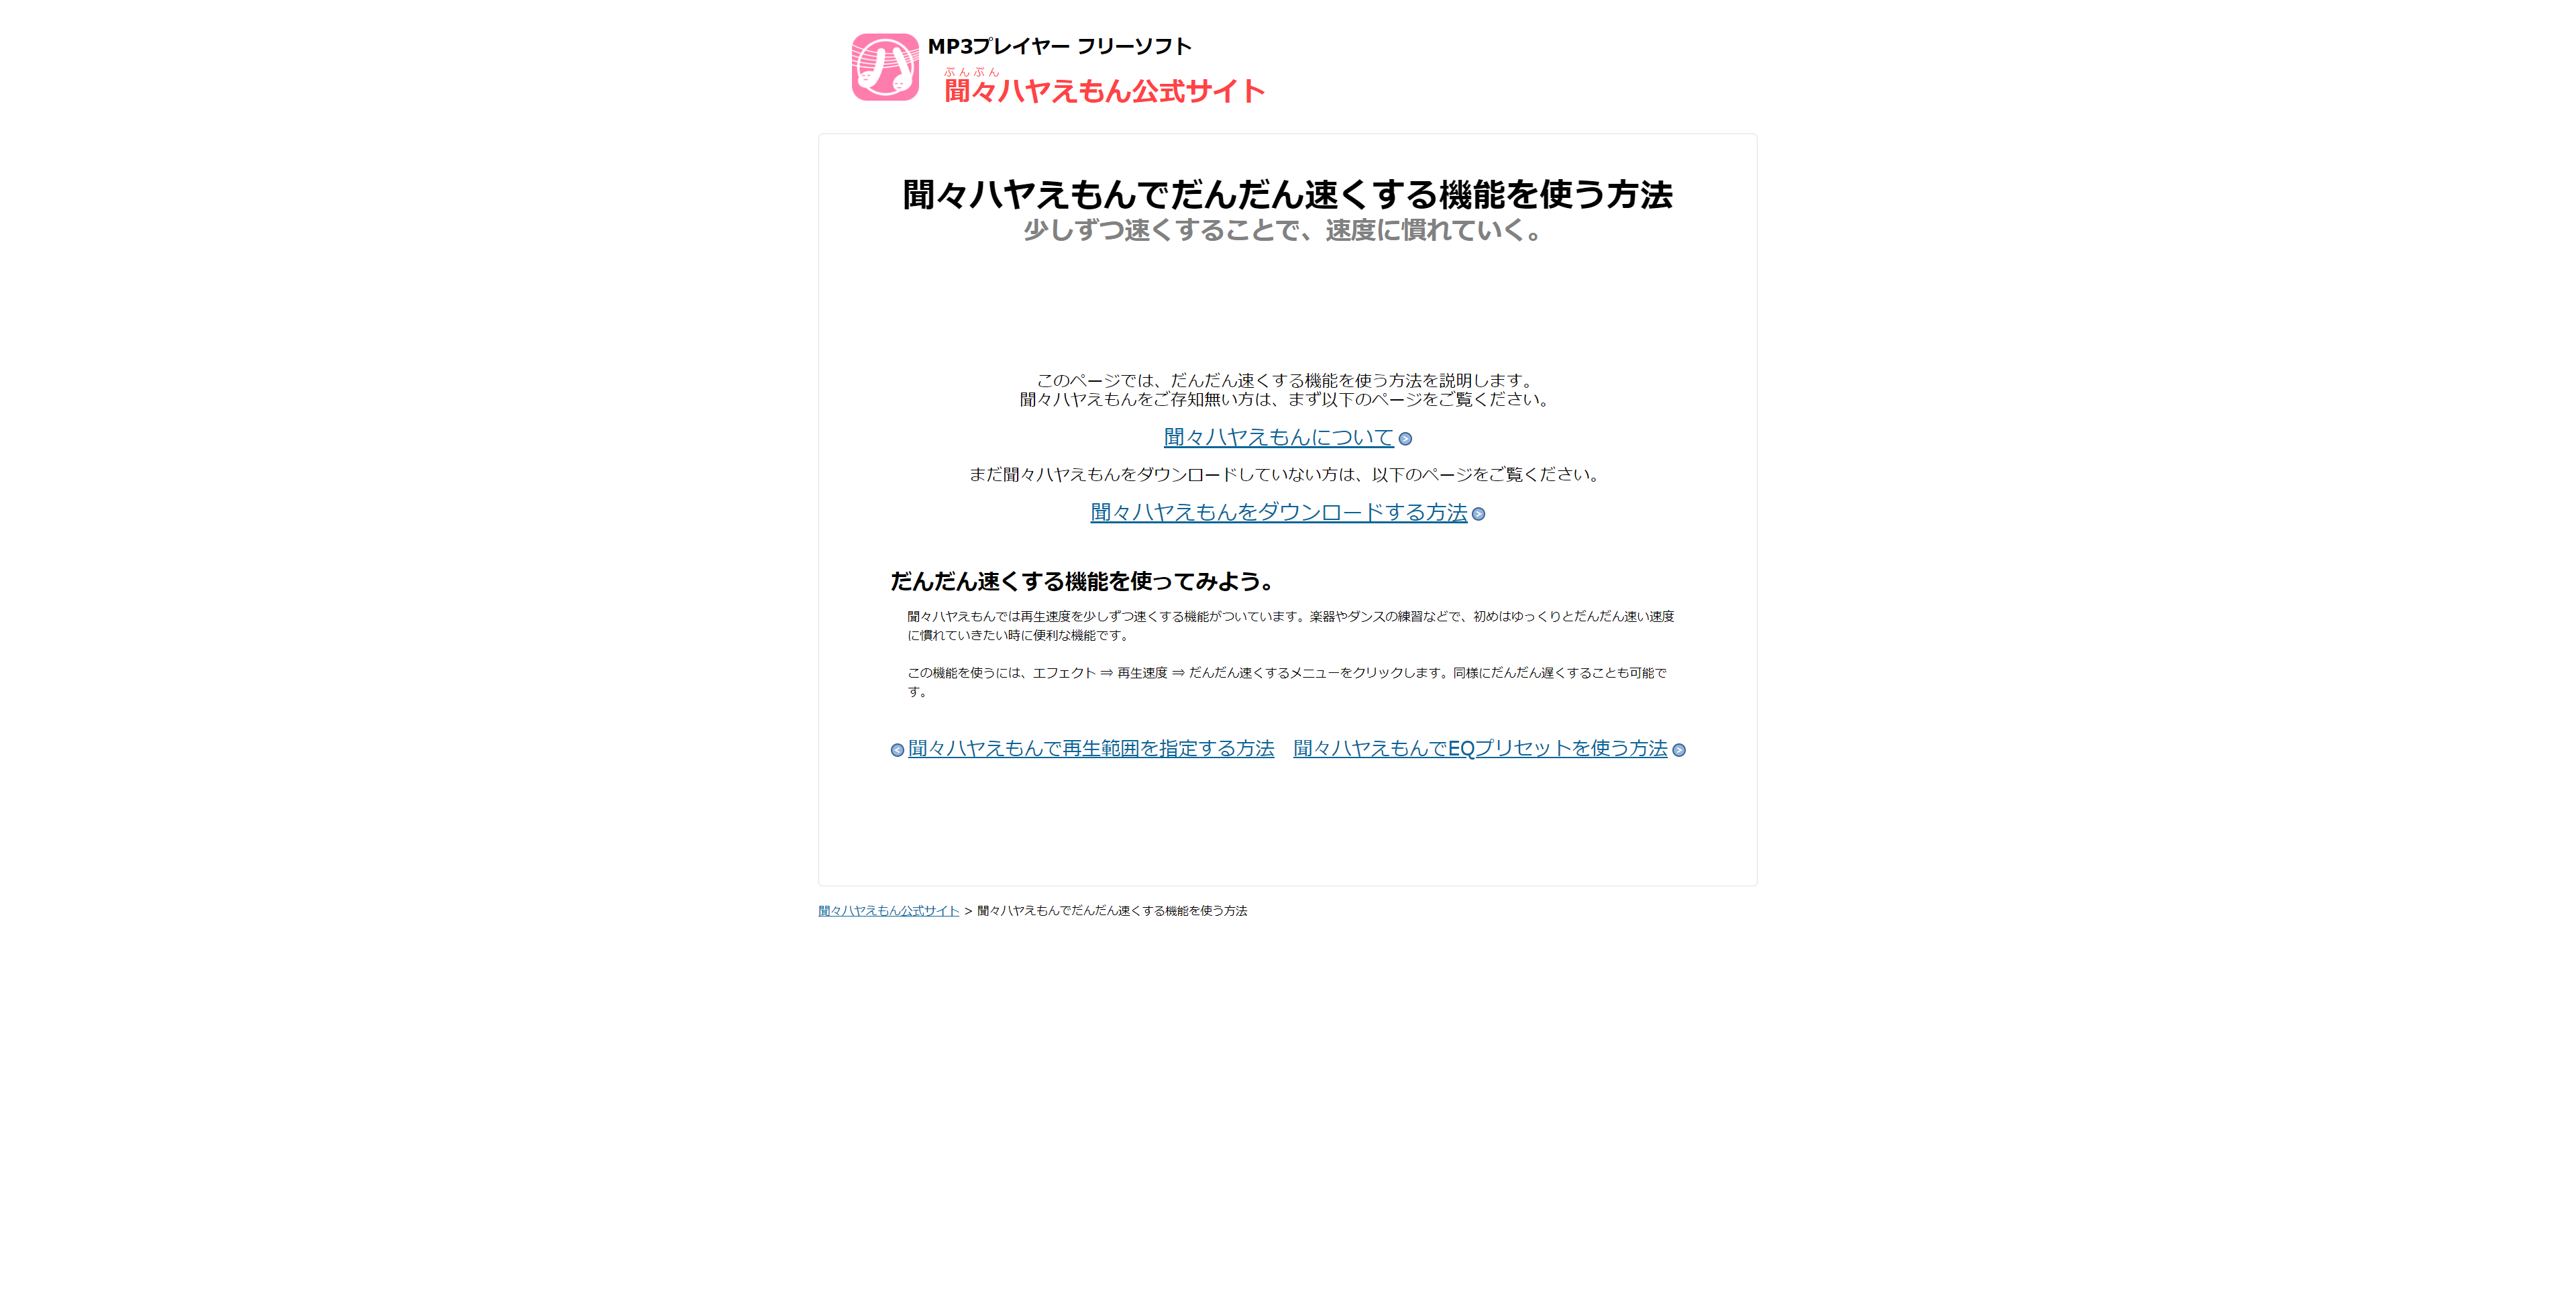 MP3プレイヤー フリーソフト
ぶんぶん
聞々ハヤえもん公式サイト
聞々ハヤえもんでだんだん速くする機能を使う方法
少しずつ速くすることで、速度に慣れていく。
このページでは、だんだん速くする機能を使う方法を説明します。
聞々ハヤえもんをご存知無い方は、まず以下のページをご覧ください。
聞々ハヤえもんについて
まだ聞々ハヤえもんをダウンロードしていない方は、以下のページをご覧ください。
聞々ハヤえもんをダウンロードする方法
だんだん速くする機能を使ってみよう。
聞々ハヤえもんでは再生速度を少しずつ速くする機能がついています。楽器やダンスの練習などで、初めはゆっくりとだんだん速い速度
に慣れていきたい時に便利な機能です。
この機能を使うには、エフェクト ⇒ 再生速度 ⇒ だんだん速くするメニューをクリックします。同様にだんだん遅くすることも可能で
す。
聞々ハヤえもんで再生範囲を指定する方法 聞々ハヤえもんでEQプリセットを使う方法
聞々ハヤえもん公式サイト > 聞々ハヤえもんでだんだん速くする機能を使う方法